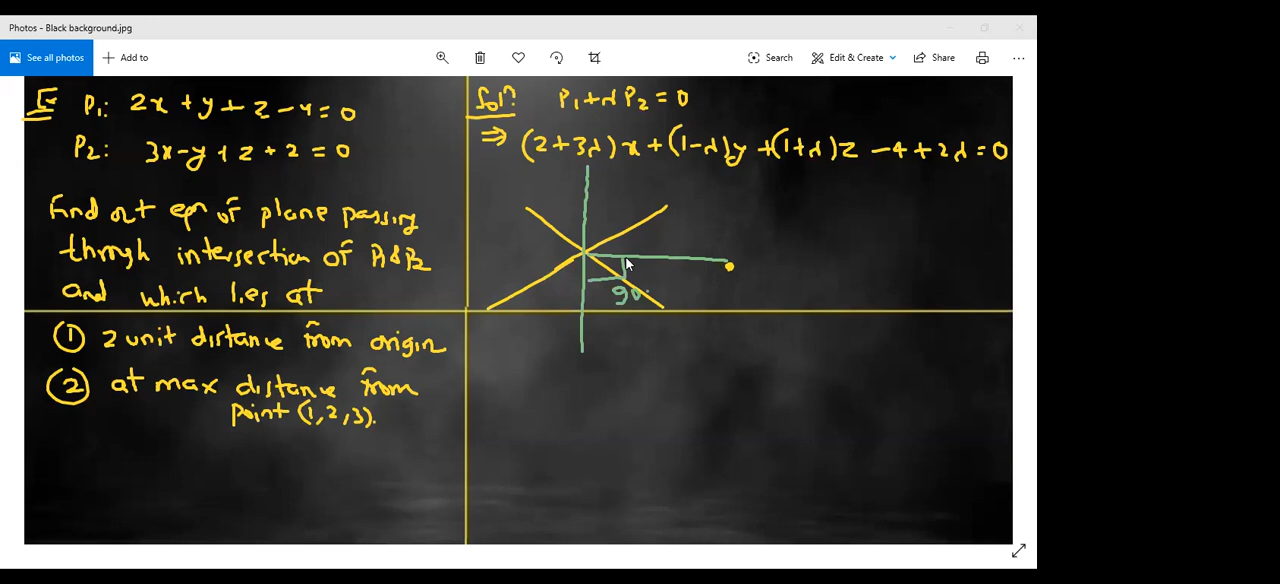 Photos - Black background.jpg
See all photos
Add to
Search
Edit & Create
Share
Ex P₁: 2x + y + z - 4 = 0
P₂: 3x - y + z + 2 = 0
Find out eqn of plane passing
through intersection of P₁ & P₂
and which lies at
① 2 unit distance from origin
② at max distance from
point (1, 2, 3).
Soln: P₁ + λ P₂ = 0
⇒ (2 + 3λ)x + (1 - λ)y + (1 + λ)z - 4 + 2λ = 0
90